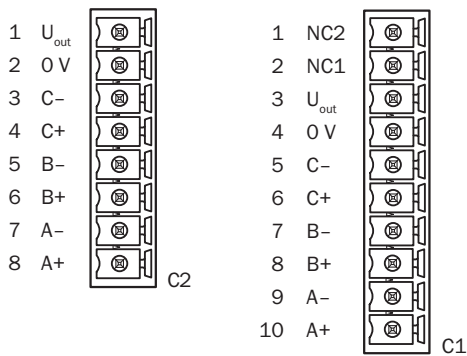 1 U_out
2 0 V
3 C–
4 C+
5 B–
6 B+
7 A–
8 A+
C2
1 NC2
2 NC1
3 U_out
4 0 V
5 C–
6 C+
7 B–
8 B+
9 A–
10 A+
C1